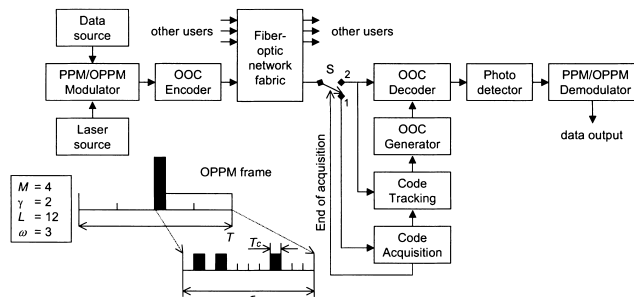 Data
source
other users
Fiber-
optic
network
fabric
other users
PPM/OPPM
Modulator
OOC
Encoder
S
2
1
OOC
Decoder
Photo
detector
PPM/OPPM
Demodulator
Laser
source
data output
OOC
Generator
End of acquisition
OPPM frame
M = 4
γ = 2
L = 12
ω = 3
Code
Tracking
T
Tc
Code
Acquisition